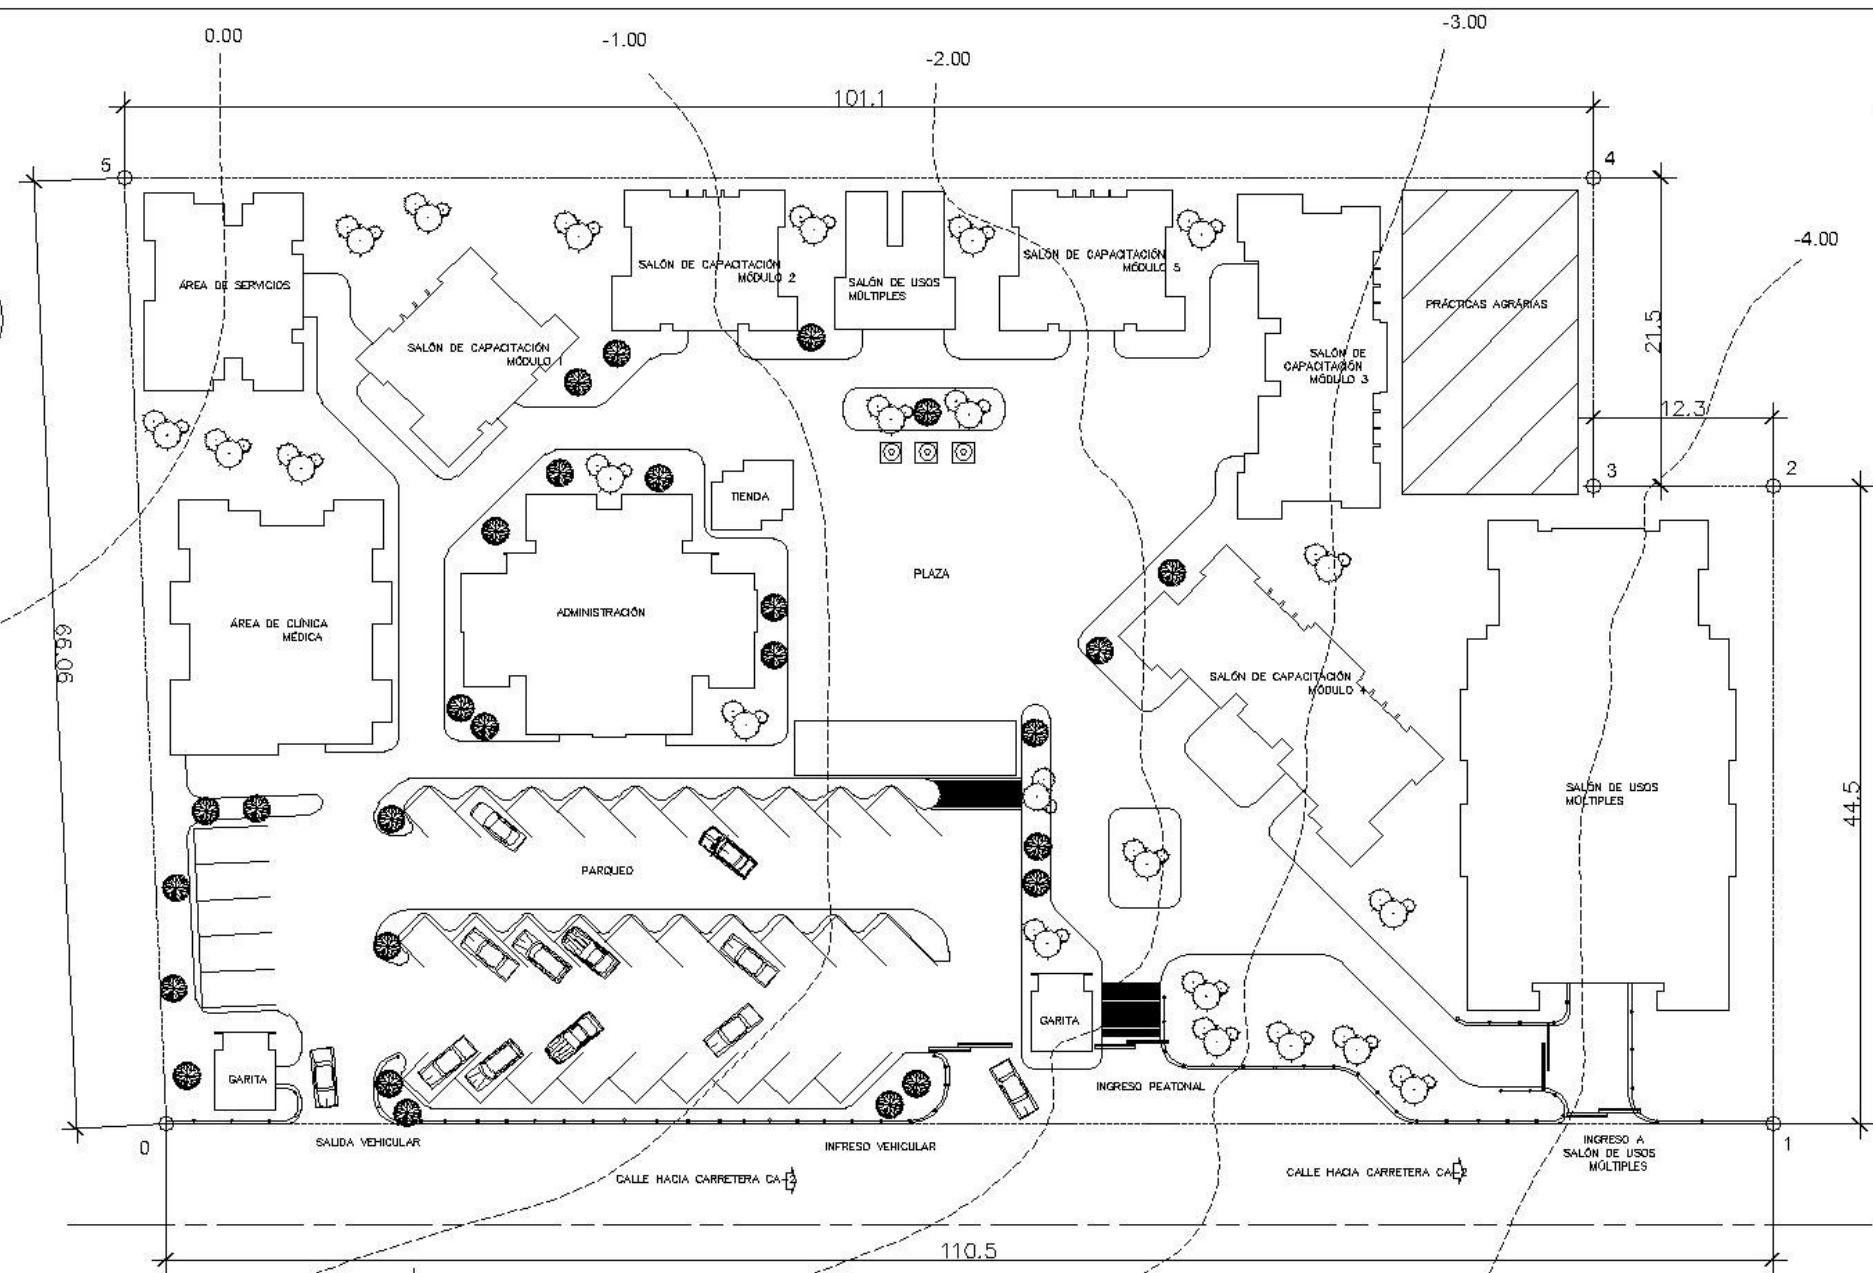 0.00
-1.00
-2.00
-3.00
101.1
5
4
-4.00
ÁREA DE SERVICIOS
SALÓN DE CAPACITACIÓN
MÓDULO 2
SALÓN DE USOS
MÚLTIPLES
SALÓN DE CAPACITACIÓN
MÓDULO 5
PRÁCTICAS AGRÁRIAS
21.5
SALÓN DE CAPACITACIÓN
MÓDULO 1
SALÓN DE
CAPACITACIÓN
MÓDULO 3
12.3
3
2
TIENDA
PLAZA
ADMINISTRACIÓN
ÁREA DE CLÍNICA
MÉDICA
90.99
SALÓN DE CAPACITACIÓN
MÓDULO 4
SALÓN DE USOS
MÚLTIPLES
44.5
PARQUEO
GARITA
GARITA
INGRESO PEATONAL
0
SALIDA VEHICULAR
INFRESO VEHICULAR
INGRESO A
SALÓN DE USOS
MÚLTIPLES
1
CALLE HACIA CARRETERA CA-2
CALLE HACIA CARRETERA CA-2
110.5